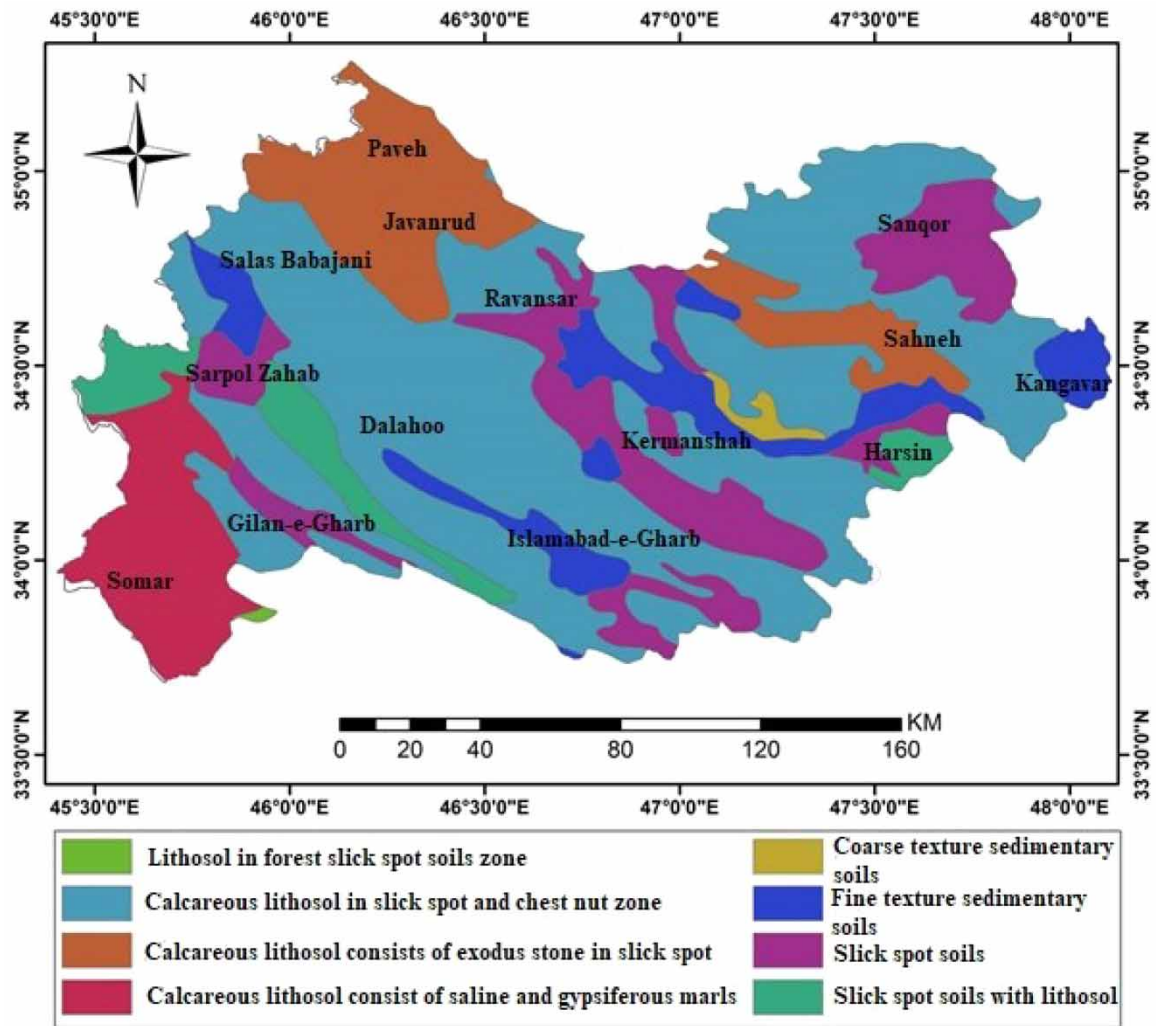 45°30'0"E 46°0'0"E 46°30'0"E 47°0'0"E 47°30'0"E 48°0'0"E
N
35°0'0"N 35°0'0"N
34°30'0"N 34°30'0"N
34°0'0"N 34°0'0"N
33°30'0"N 33°30'0"N
Paveh
Javanrud
Sanqor
Salas Babajani
Ravansar
Sahneh
Sarpol Zahab
Kangavar
Dalahoo
Kermanshah
Harsin
Gilan-e-Gharb
Islamabad-e-Gharb
Somar
KM
0 20 40 80 120 160
45°30'0"E 46°0'0"E 46°30'0"E 47°0'0"E 47°30'0"E 48°0'0"E
Lithosol in forest slick spot soils zone
Calcareous lithosol in slick spot and chest nut zone
Calcareous lithosol consists of exodus stone in slick spot
Calcareous lithosol consist of saline and gypsiferous marls
Coarse texture sedimentary
soils
Fine texture sedimentary
soils
Slick spot soils
Slick spot soils with lithosol